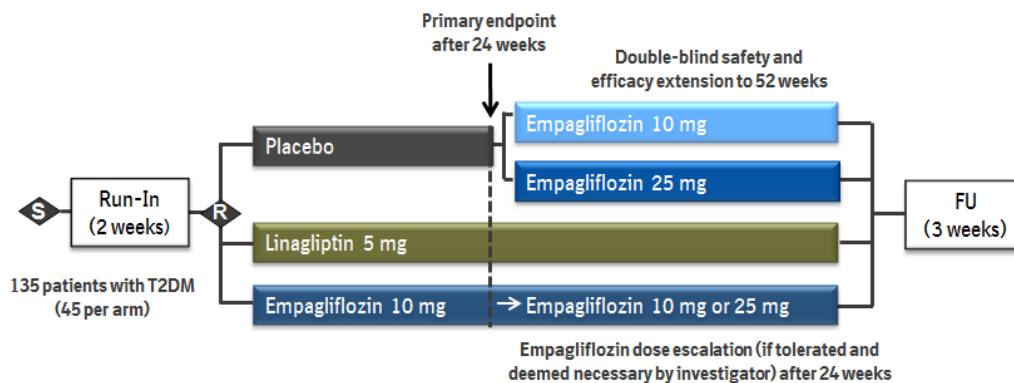 Primary endpoint
after 24 weeks
Double-blind safety and
efficacy extension to 52 weeks
Empagliflozin 10 mg
Placebo
Empagliflozin 25 mg
S
Run-In
(2 weeks)
R
FU
(3 weeks)
Linagliptin 5 mg
135 patients with T2DM
(45 per arm)
Empagliflozin 10 mg → Empagliflozin 10 mg or 25 mg
Empagliflozin dose escalation (if tolerated and
deemed necessary by investigator) after 24 weeks